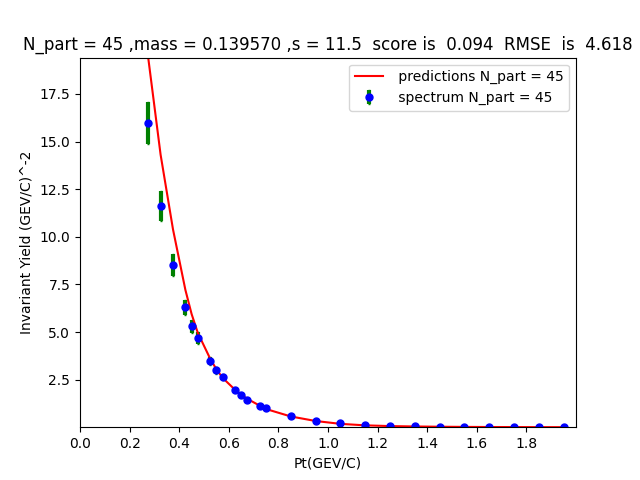 N_part = 45 ,mass = 0.139570 ,s = 11.5  score is  0.094  RMSE  is  4.618
predictions N_part = 45
spectrum N_part = 45
17.5
15.0
12.5
10.0
7.5
5.0
2.5
Invariant Yield (GEV/C)^-2
0.0 0.2 0.4 0.6 0.8 1.0 1.2 1.4 1.6 1.8
Pt(GEV/C)